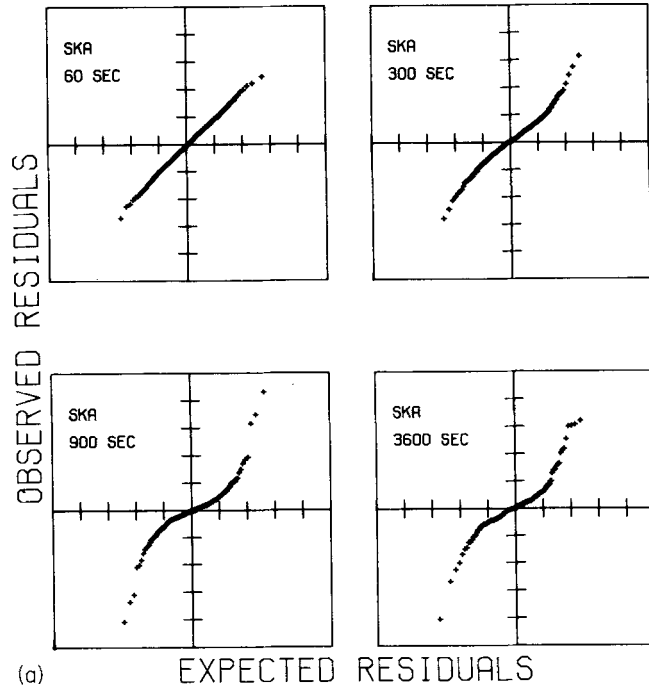 SKA
60 SEC
SKA
300 SEC
OBSERVED RESIDUALS
SKA
900 SEC
SKA
3600 SEC
(a)
EXPECTED RESIDUALS